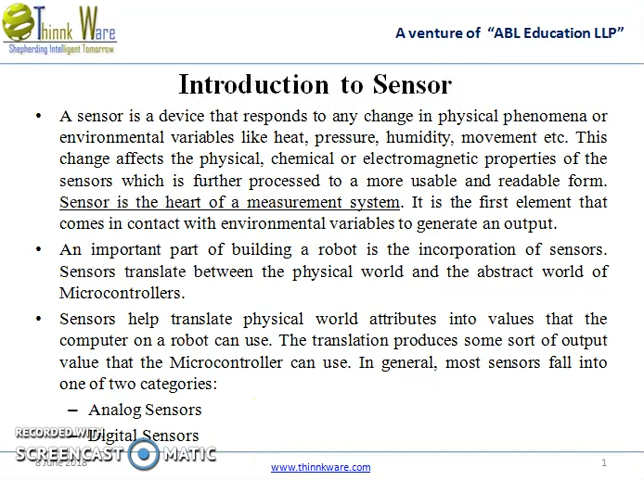 Thinnk Ware
Shepherding Intelligent Tomorrow
A venture of “ABL Education LLP”
Introduction to Sensor
• A sensor is a device that responds to any change in physical phenomena or
environmental variables like heat, pressure, humidity, movement etc. This
change affects the physical, chemical or electromagnetic properties of the
sensors which is further processed to a more usable and readable form.
Sensor is the heart of a measurement system. It is the first element that
comes in contact with environmental variables to generate an output.
• An important part of building a robot is the incorporation of sensors.
Sensors translate between the physical world and the abstract world of
Microcontrollers.
• Sensors help translate physical world attributes into values that the
computer on a robot can use. The translation produces some sort of output
value that the Microcontroller can use. In general, most sensors fall into
one of two categories:
– Analog Sensors
– Digital Sensors
RECORDED WITH
SCREENCAST MATIC
8 June 2018
www.thinnkware.com
1